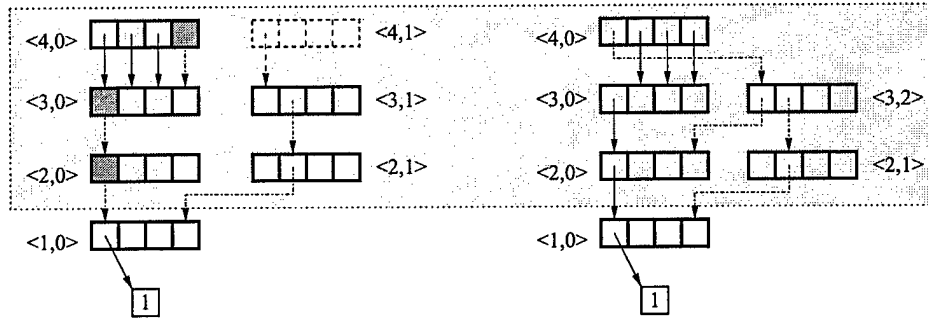 <4,0> <4,1> <4,0>
<3,0> <3,1> <3,0> <3,2>
<2,0> <2,1> <2,0> <2,1>
<1,0> <1,0>
1 1